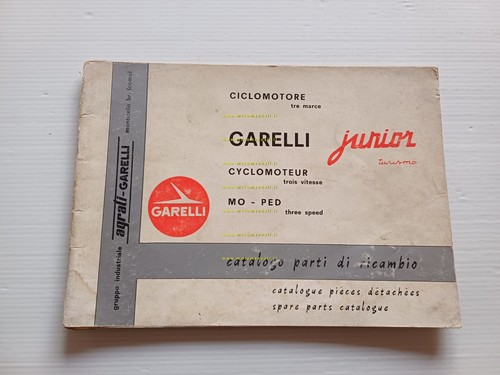 CICLOMOTORE
tre marce
GARELLI junior
turismo
CYCLOMOTEUR
trois vitesse
MO - PED
three speed
GARELLI
catalogo parti di ricambio
catalogue pièces détachées
spare parts catalogue
gruppo industriale agrati-GARELLI monticello br. (como)